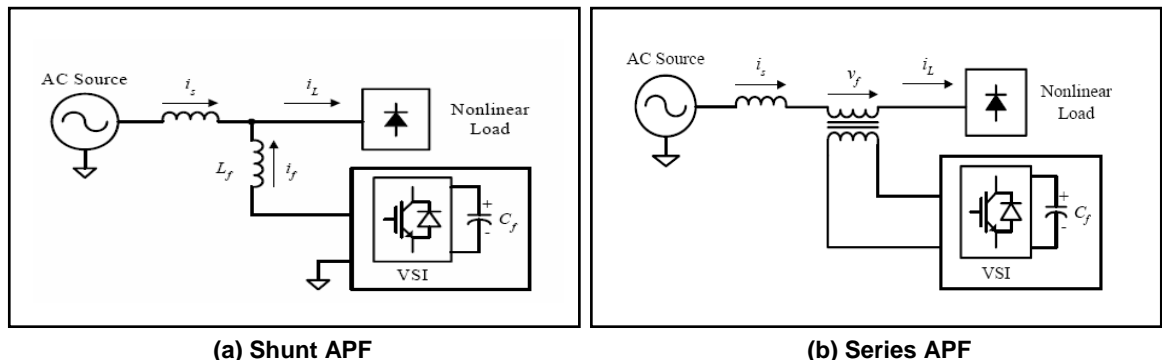 AC Source
i_s
i_L
Nonlinear
Load
L_f
i_f
+
C_f
-
VSI
(a) Shunt APF
AC Source
i_s
v_f
i_L
Nonlinear
Load
+
C_f
-
VSI
(b) Series APF